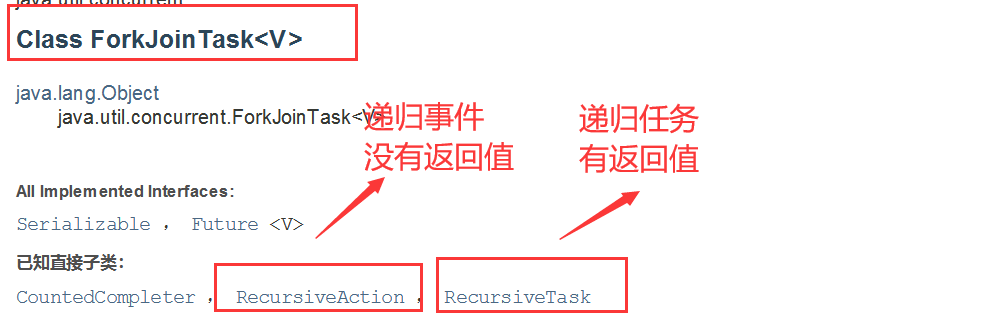 java.util.concurrent
Class ForkJoinTask<V>
java.lang.Object
java.util.concurrent.ForkJoinTask<V>
递归事件
没有返回值
递归任务
有返回值
All Implemented Interfaces:
Serializable , Future <V>
已知直接子类：
CountedCompleter , RecursiveAction , RecursiveTask